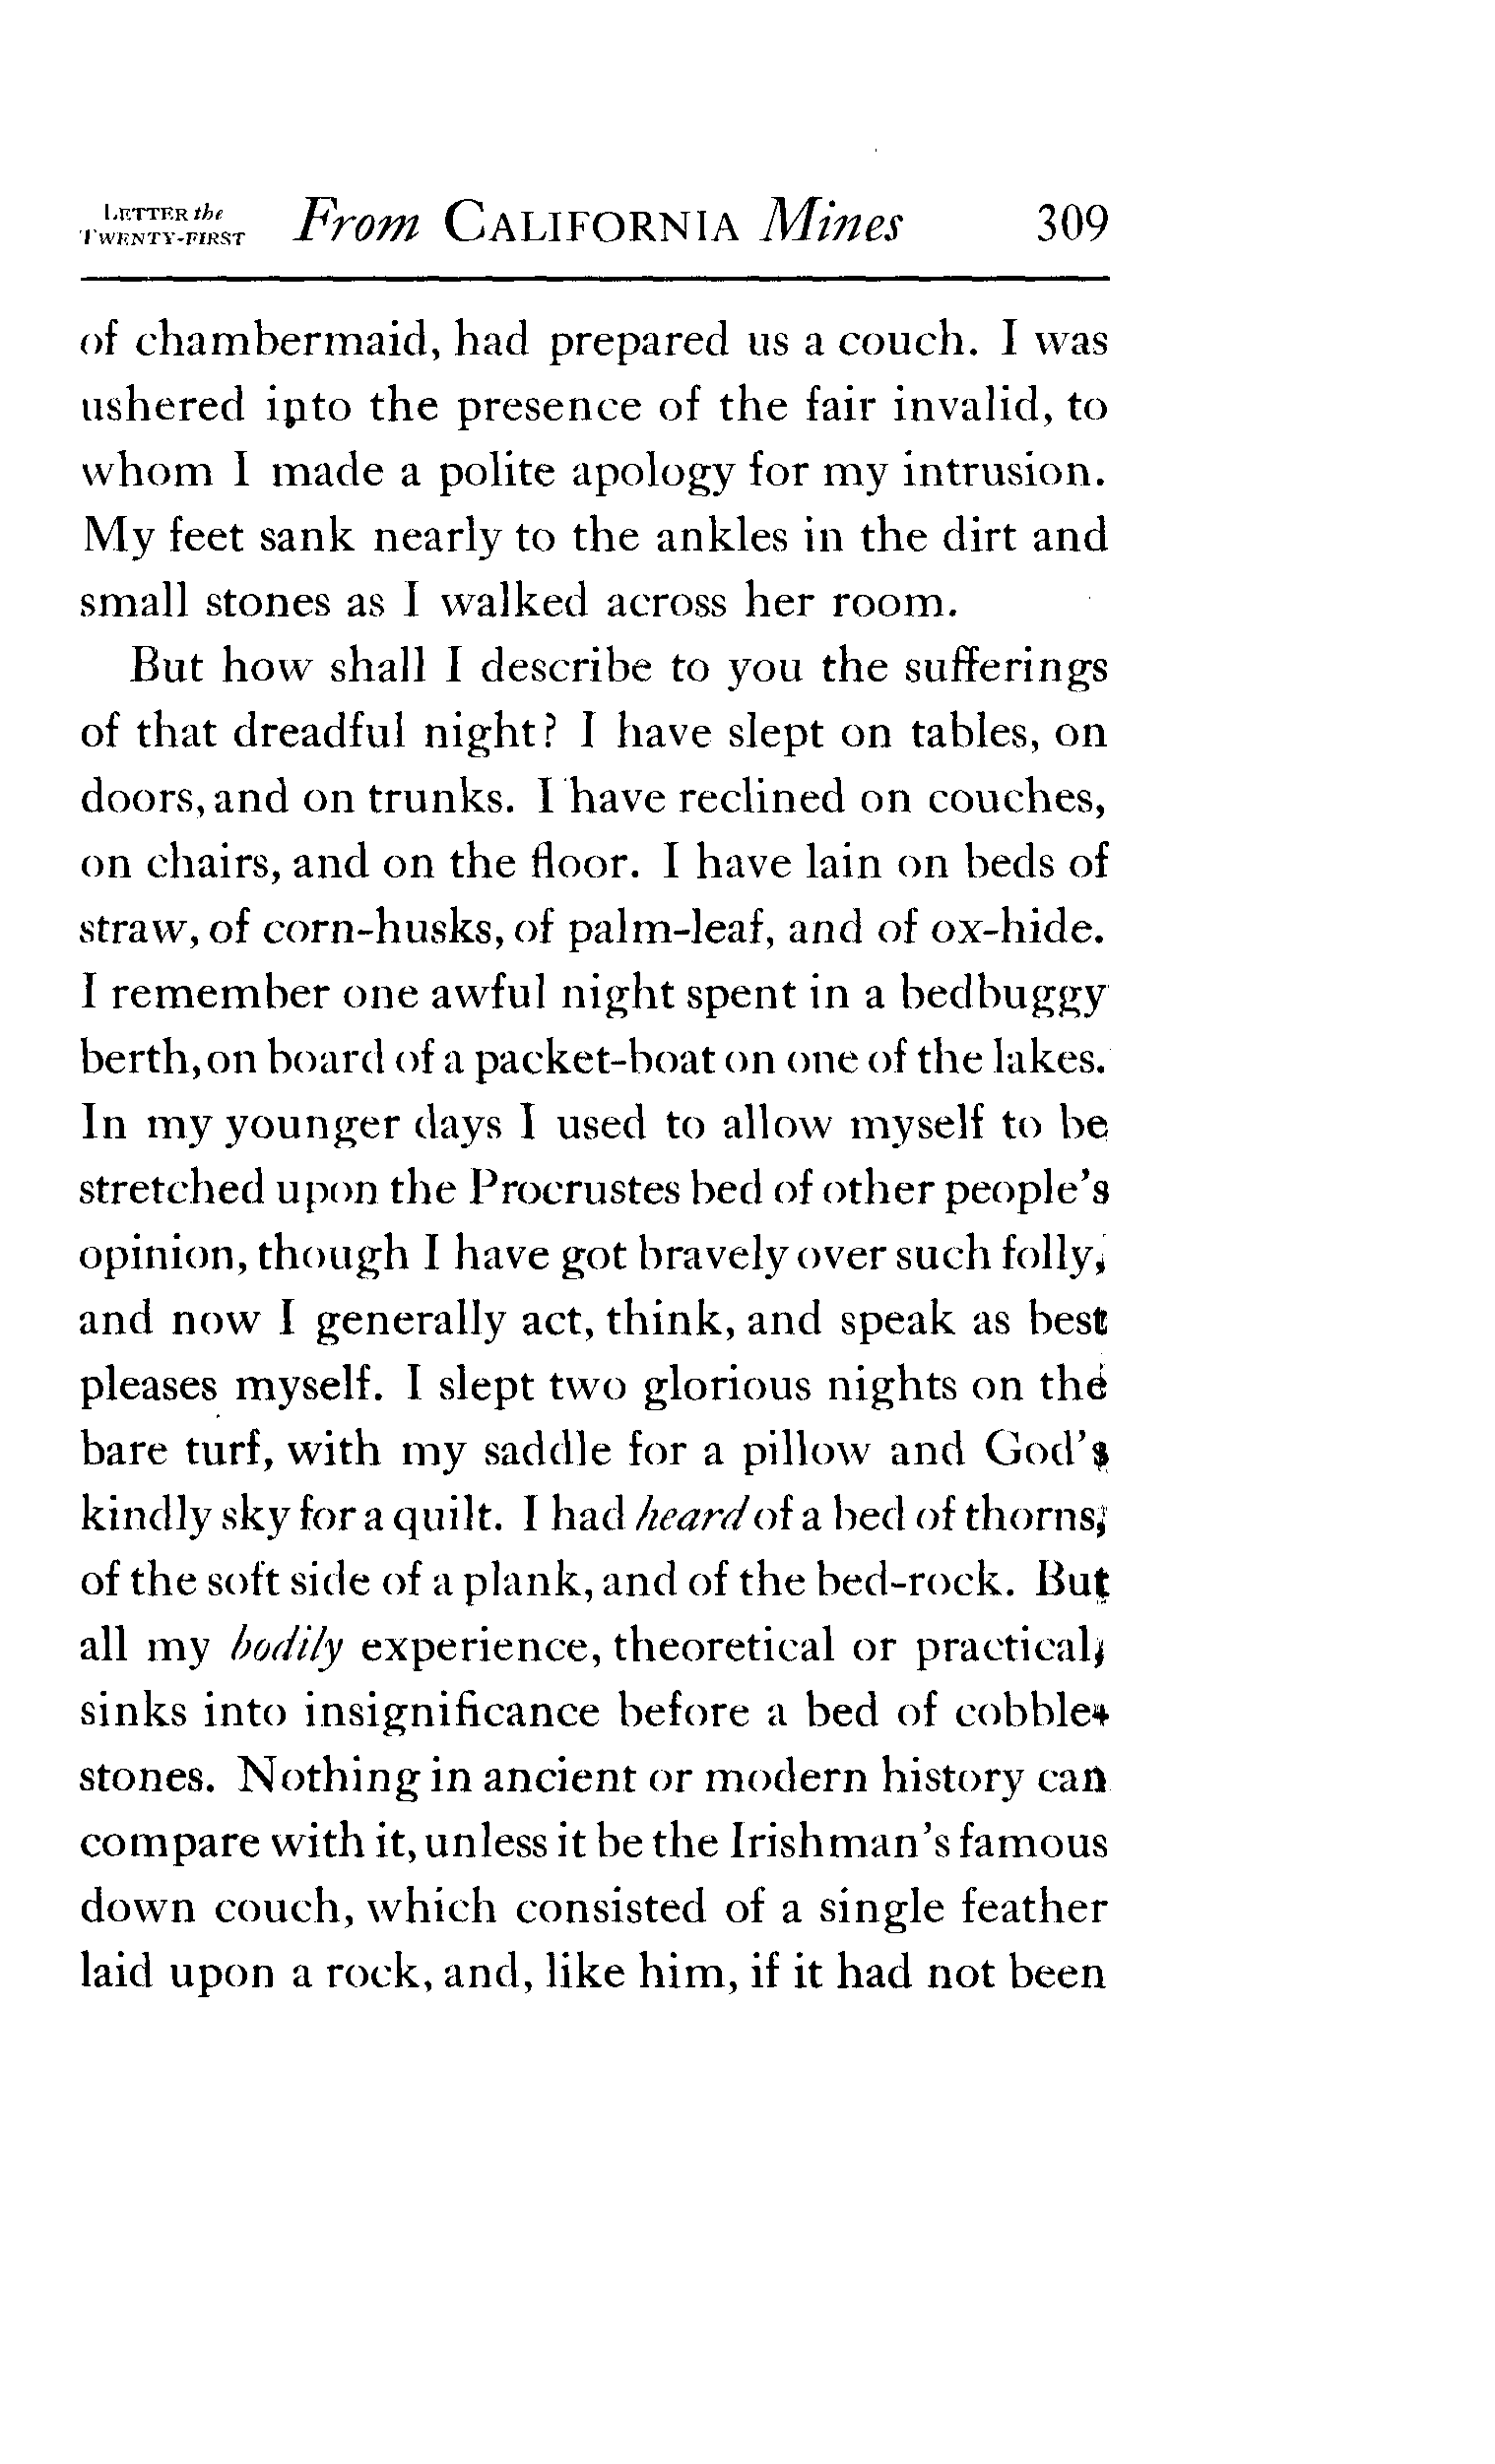 LETTER the
TWENTY-FIRST From CALIFORNIA Mines 309
of chambermaid, had prepared us a couch. I was
ushered into the presence of the fair invalid, to
whom I made a polite apology for my intrusion.
My feet sank nearly to the ankles in the dirt and
small stones as I walked across her room.
But how shall I describe to you the sufferings
of that dreadful night? I have slept on tables, on
doors, and on trunks. I have reclined on couches,
on chairs, and on the floor. I have lain on beds of
straw, of corn-husks, of palm-leaf, and of ox-hide.
I remember one awful night spent in a bedbuggy
berth, on board of a packet-boat on one of the lakes.
In my younger days I used to allow myself to be
stretched upon the Procrustes bed of other people's
opinion, though I have got bravely over such folly,
and now I generally act, think, and speak as best
pleases myself. I slept two glorious nights on the
bare turf, with my saddle for a pillow and God's
kindly sky for a quilt. I had heard of a bed of thorns,
of the soft side of a plank, and of the bed-rock. But
all my bodily experience, theoretical or practical,
sinks into insignificance before a bed of cobble-
stones. Nothing in ancient or modern history can
compare with it, unless it be the Irishman's famous
down couch, which consisted of a single feather
laid upon a rock, and, like him, if it had not been